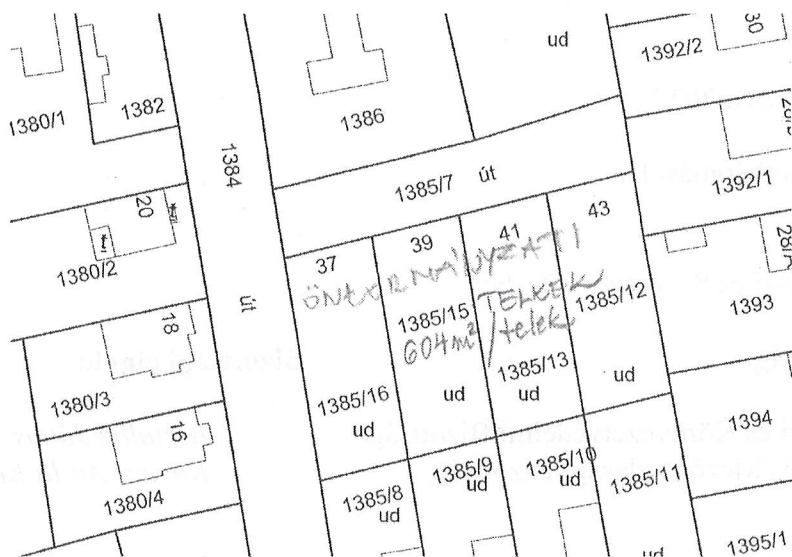 ud
1392/2
30
1380/1
1382
1386
1384
1385/7 út
1392/1
20
1380/2
37
39
41
43
ÖNKORMÁNYZATI
TELKEK
604 m²/telek
út
1385/15
1385/12
1393
18
1385/13
ud
1380/3
1385/16
ud
ud
ud
1394
16
1380/4
1385/8
ud
1385/9
ud
1385/10
ud
1385/11
ud
1395/1